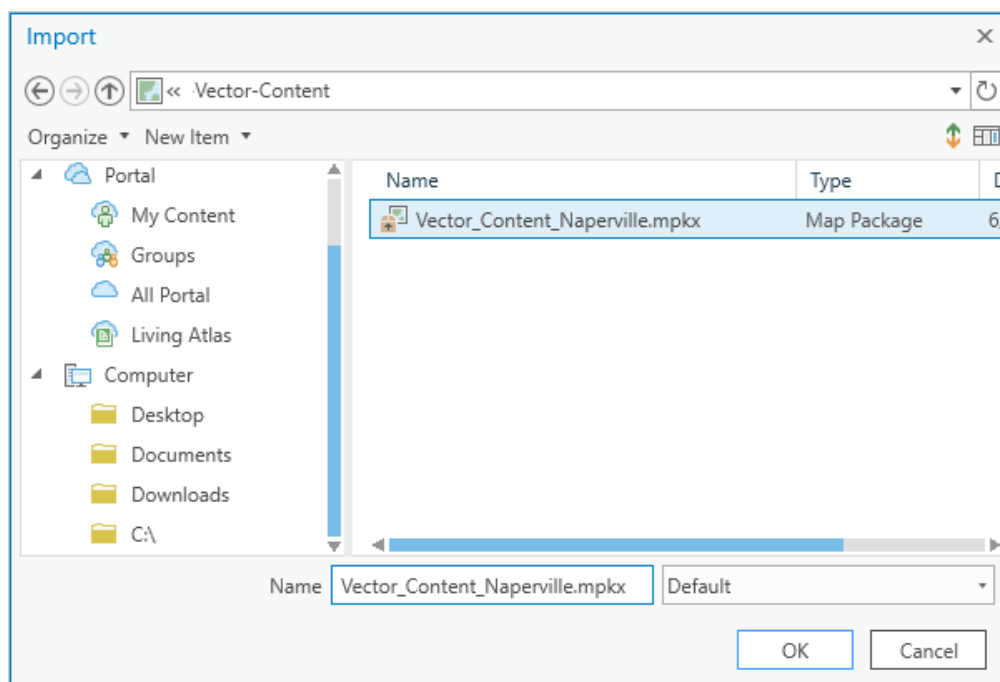 Import
« Vector-Content
Organize New Item
Portal
My Content
Groups
All Portal
Living Atlas
Computer
Desktop
Documents
Downloads
C:\
Name Type D
Vector_Content_Naperville.mpkx Map Package 6/
Name Vector_Content_Naperville.mpkx Default
OK Cancel